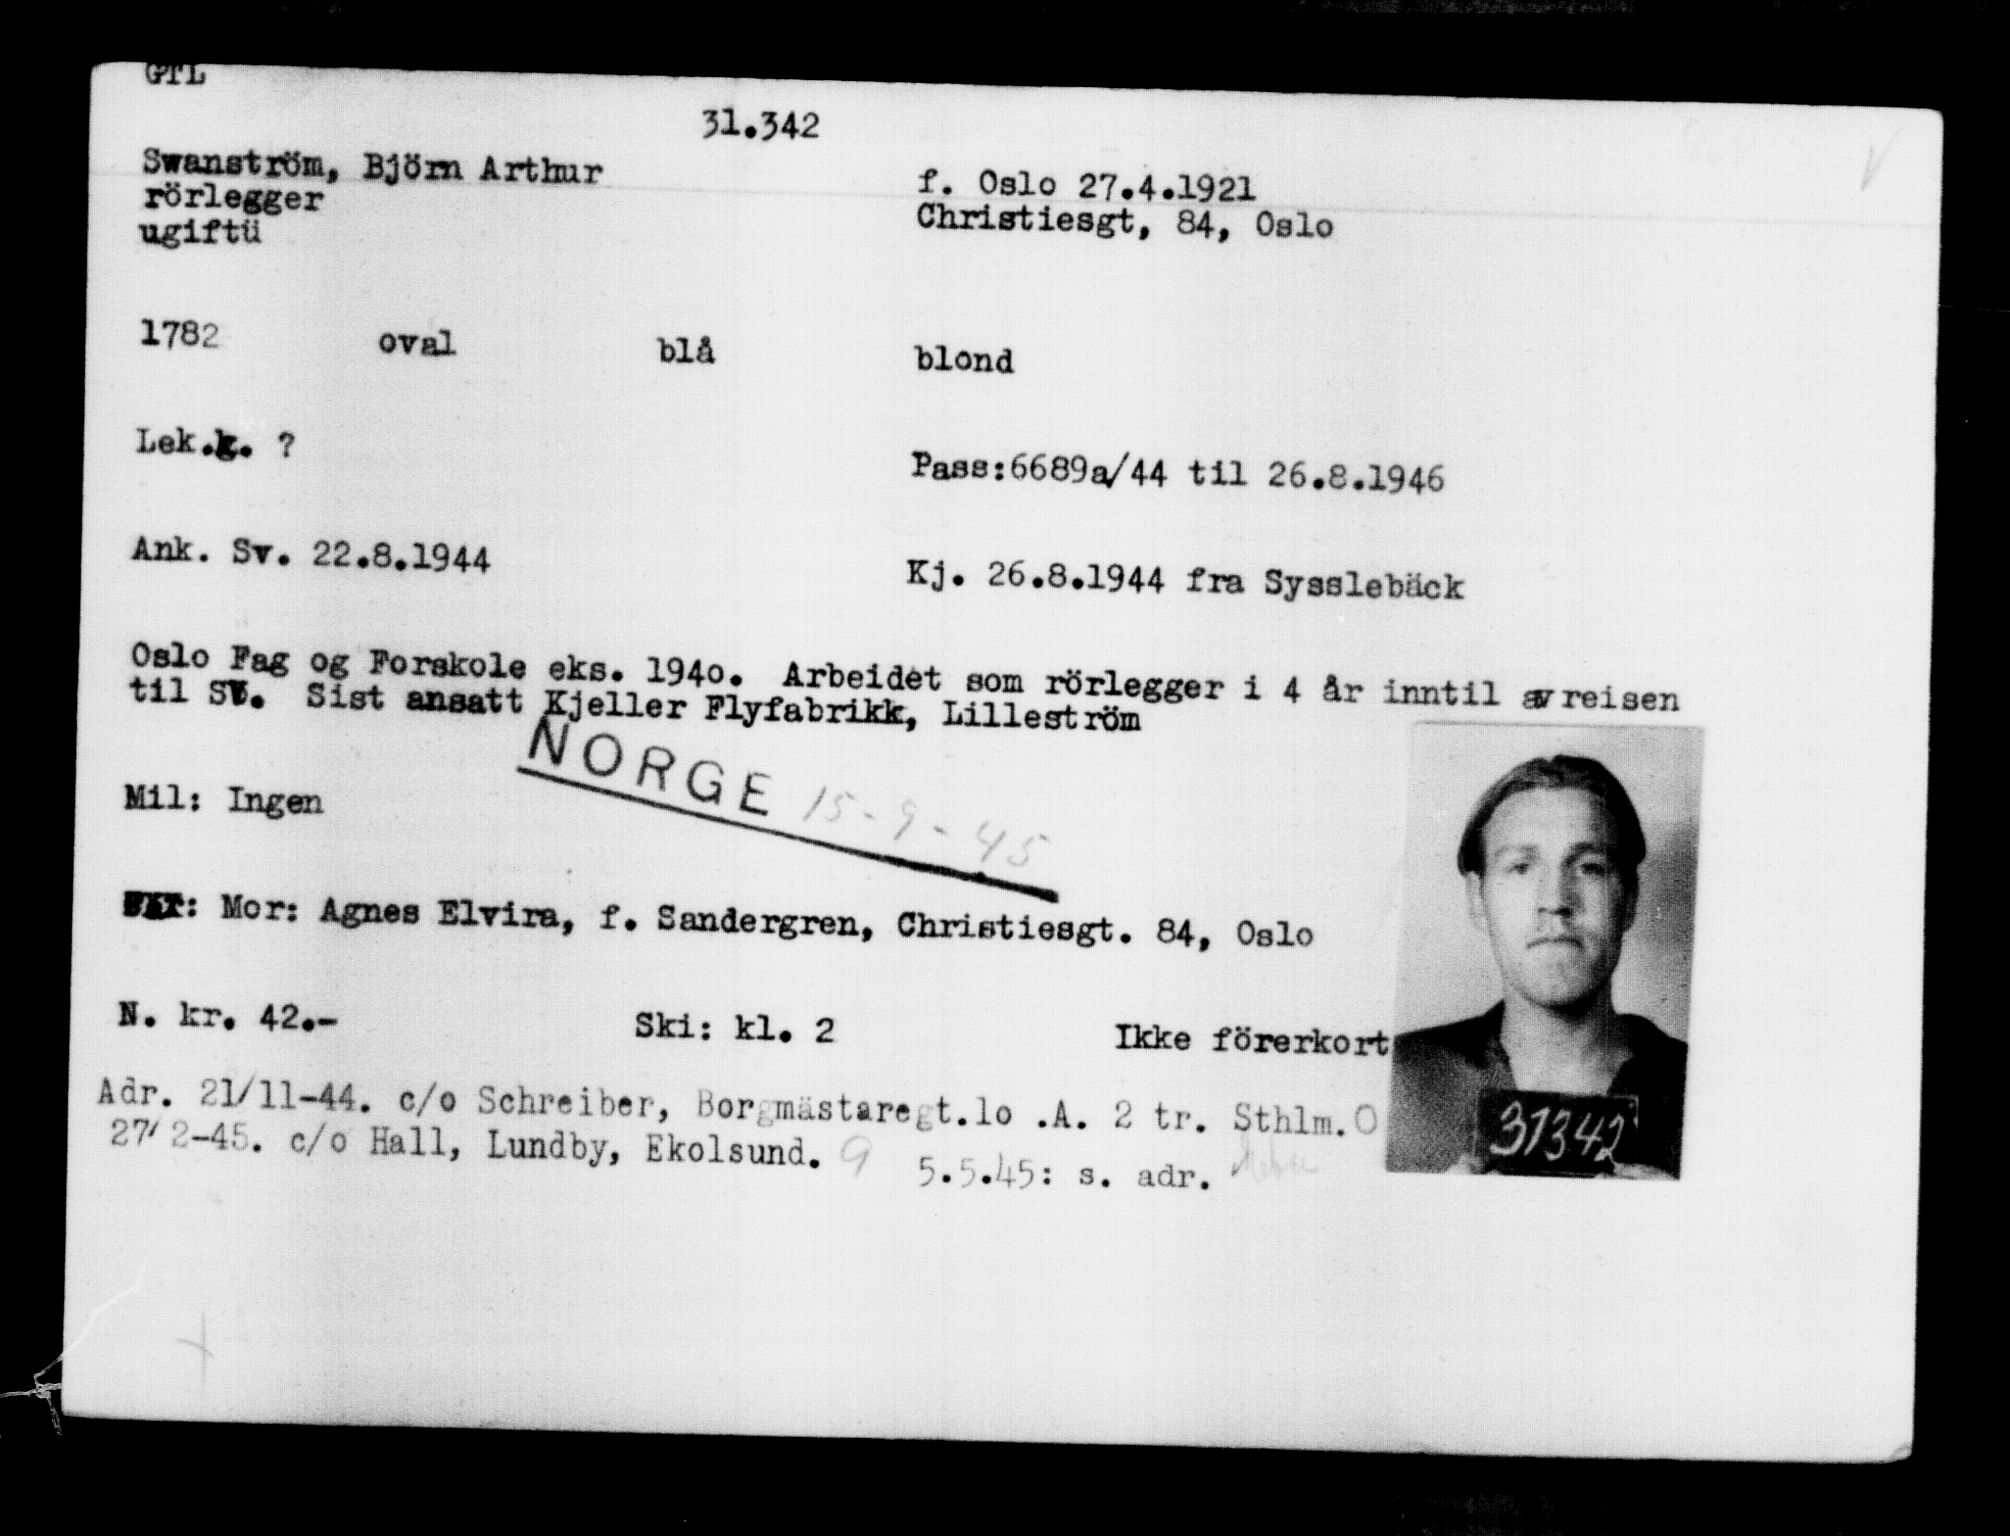 GTL
31.342
Swanström, Björn Arthur
f. Oslo 27.4.1921
rörlegger
Christiesgt, 84, Oslo
ugiftü
1782 oval blå blond
Lek.k. ?
Pass:6689a/44 til 26.8.1946
Ank. Sv. 22.8.1944
Kj. 26.8.1944 fra Sysslebäck
Oslo Fag og Forskole eks. 194o. Arbeidet som rörlegger i 4 år inntil avreisen
til Sv. Sist ansatt Kjeller Flyfabrikk, Lilleström
NORGE 15-9-45
Mil: Ingen
Mor: Agnes Elvira, f. Sandergren, Christiesgt. 84, Oslo
N. kr. 42.- Ski: kl. 2 Ikke förerkort
Adr. 21/11-44. c/o Schreiber, Borgmästaregt.lo .A. 2 tr. Sthlm.O
27/2-45. c/o Hall, Lundby, Ekolsund. 9 5.5.45: s. adr.
31342